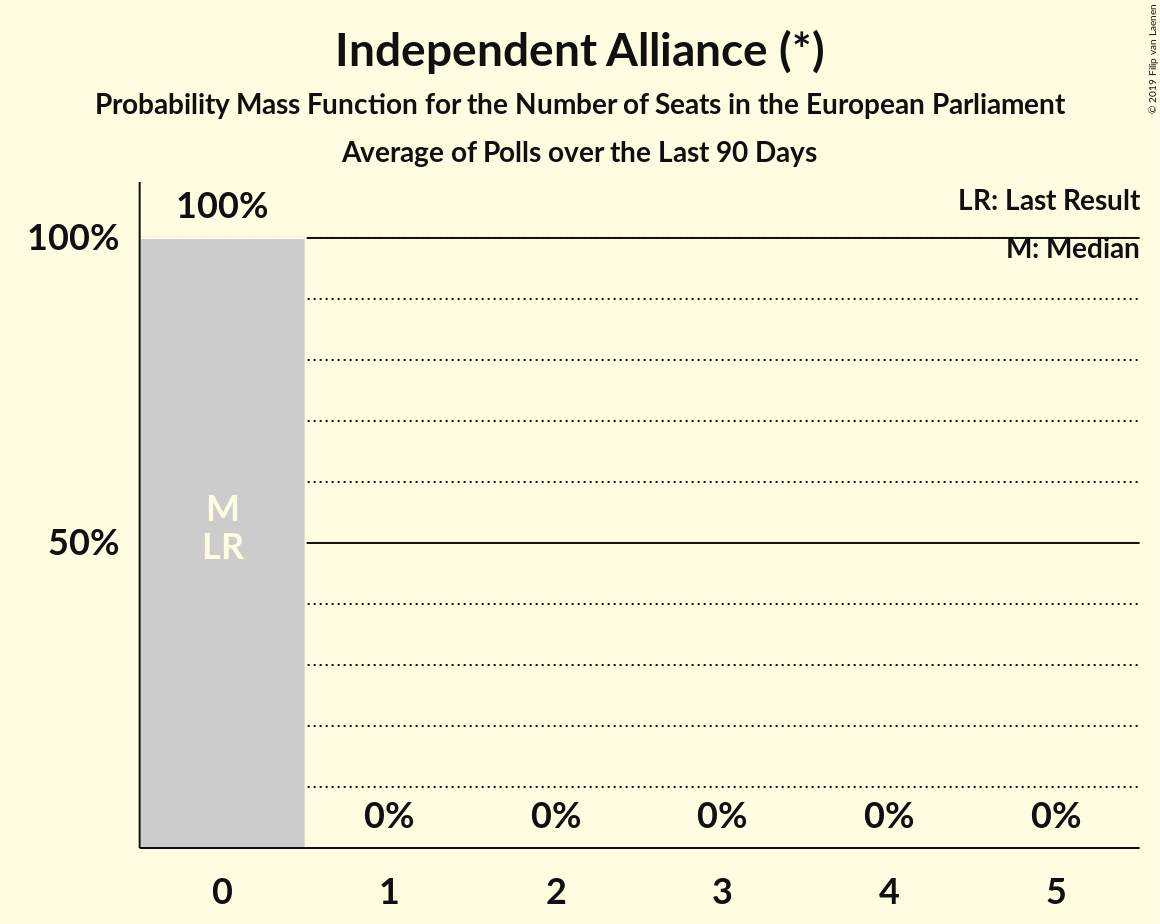 Independent Alliance (*)
Probability Mass Function for the Number of Seats in the European Parliament
Average of Polls over the Last 90 Days
© 2019 Filip van Laenen
LR: Last Result
M: Median
100%
100%
50%
M
LR
0% 0% 0% 0% 0%
0 1 2 3 4 5